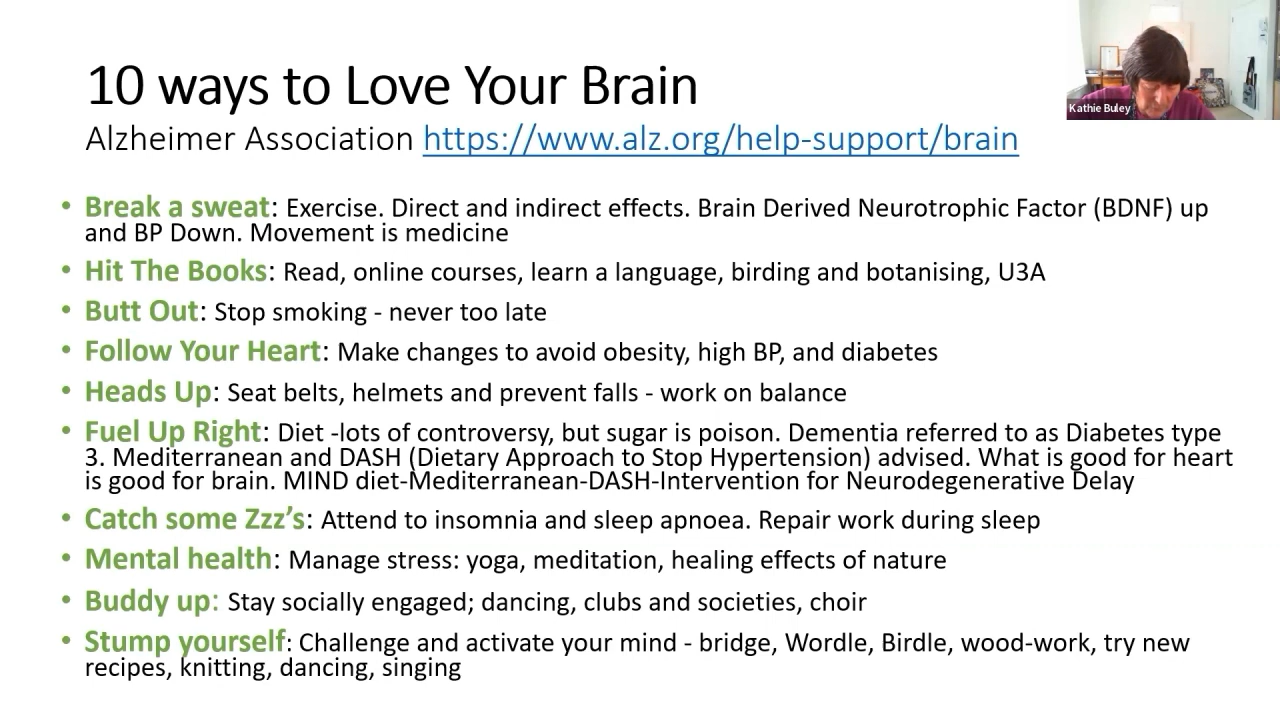 10 ways to Love Your Brain
Kathie Buley
Alzheimer Association https://www.alz.org/help-support/brain
• Break a sweat: Exercise. Direct and indirect effects. Brain Derived Neurotrophic Factor (BDNF) up
and BP Down. Movement is medicine
• Hit The Books: Read, online courses, learn a language, birding and botanising, U3A
• Butt Out: Stop smoking - never too late
• Follow Your Heart: Make changes to avoid obesity, high BP, and diabetes
• Heads Up: Seat belts, helmets and prevent falls - work on balance
• Fuel Up Right: Diet -lots of controversy, but sugar is poison. Dementia referred to as Diabetes type
3. Mediterranean and DASH (Dietary Approach to Stop Hypertension) advised. What is good for heart
is good for brain. MIND diet-Mediterranean-DASH-Intervention for Neurodegenerative Delay
• Catch some Zzz’s: Attend to insomnia and sleep apnoea. Repair work during sleep
• Mental health: Manage stress: yoga, meditation, healing effects of nature
• Buddy up: Stay socially engaged; dancing, clubs and societies, choir
• Stump yourself: Challenge and activate your mind - bridge, Wordle, Birdle, wood-work, try new
recipes, knitting, dancing, singing